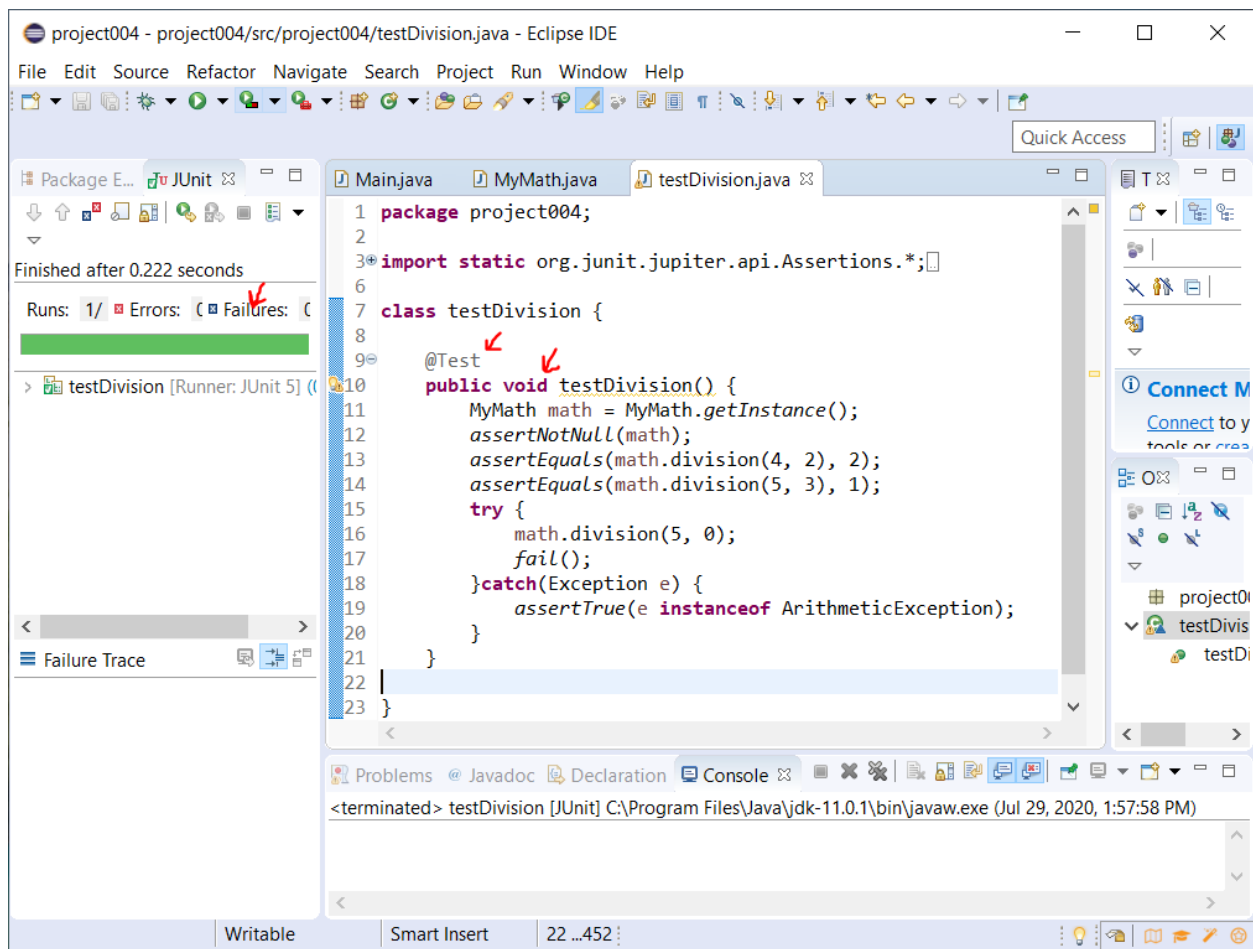 project004 - project004/src/project004/testDivision.java - Eclipse IDE
File Edit Source Refactor Navigate Search Project Run Window Help
Quick Access
Package E... JUnit
Main.java MyMath.java testDivision.java
T
Finished after 0.222 seconds
Runs: 1/ Errors: Failures:
testDivision [Runner: JUnit 5]
1 package project004;
2
3 import static org.junit.jupiter.api.Assertions.*;
6
7 class testDivision {
8
9 @Test
10 public void testDivision() {
11 MyMath math = MyMath.getInstance();
12 assertNotNull(math);
13 assertEquals(math.division(4, 2), 2);
14 assertEquals(math.division(5, 3), 1);
15 try {
16 math.division(5, 0);
17 fail();
18 }catch(Exception e) {
19 assertTrue(e instanceof ArithmeticException);
20 }
21 }
22
23 }
Failure Trace
Connect M
Connect to y
tools or crea
O
project0
testDivis
testDi
Problems Javadoc Declaration Console
<terminated> testDivision [JUnit] C:\Program Files\Java\jdk-11.0.1\bin\javaw.exe (Jul 29, 2020, 1:57:58 PM)
Writable Smart Insert 22 ...452